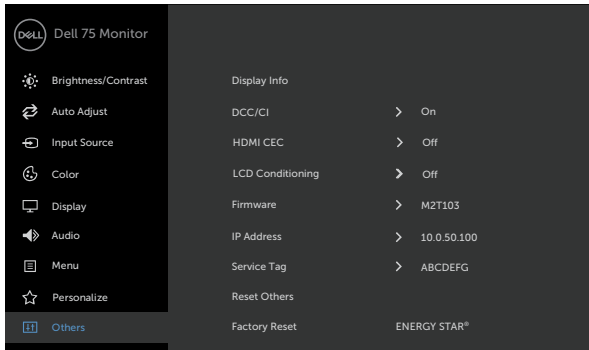 DELL Dell 75 Monitor
Brightness/Contrast Display Info
Auto Adjust DCC/CI On
Input Source HDMI CEC Off
Color LCD Conditioning Off
Display Firmware M2T103
Audio IP Address 10.0.50.100
Menu Service Tag ABCDEFG
Personalize Reset Others
Others Factory Reset ENERGY STAR®